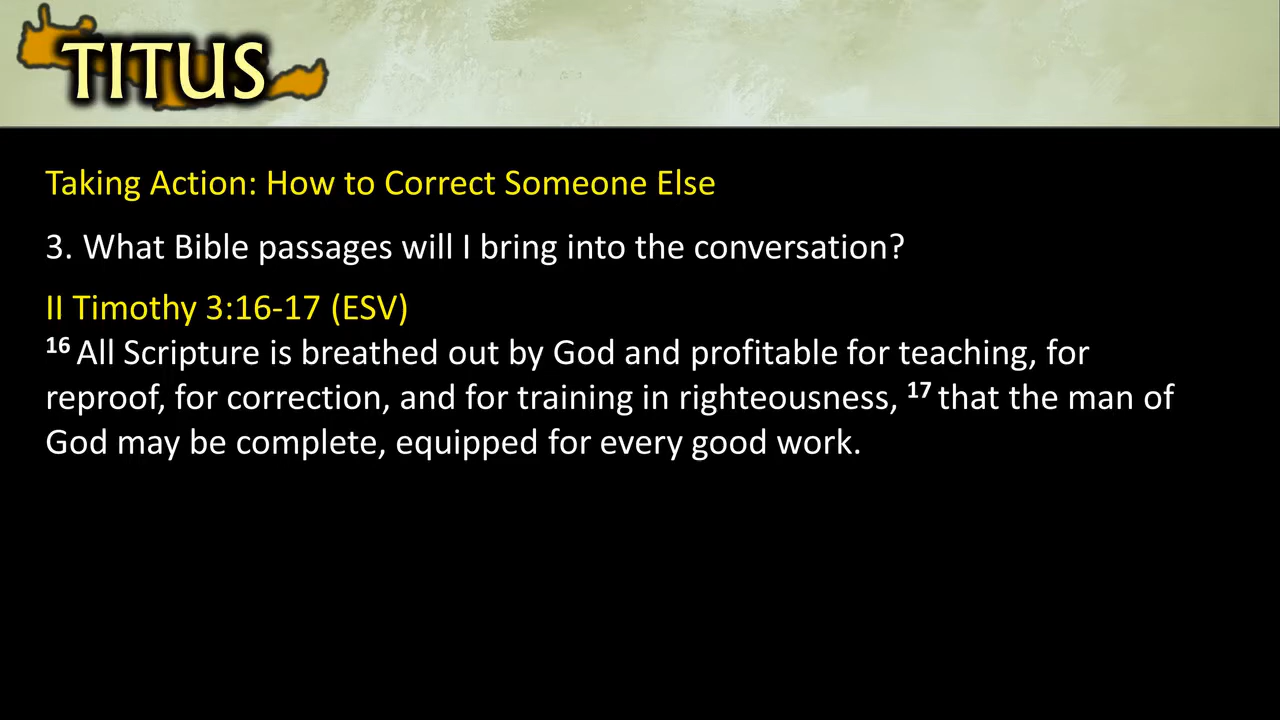 TITUS
Taking Action: How to Correct Someone Else
3. What Bible passages will I bring into the conversation?
II Timothy 3:16-17 (ESV)
16 All Scripture is breathed out by God and profitable for teaching, for
reproof, for correction, and for training in righteousness, 17 that the man of
God may be complete, equipped for every good work.